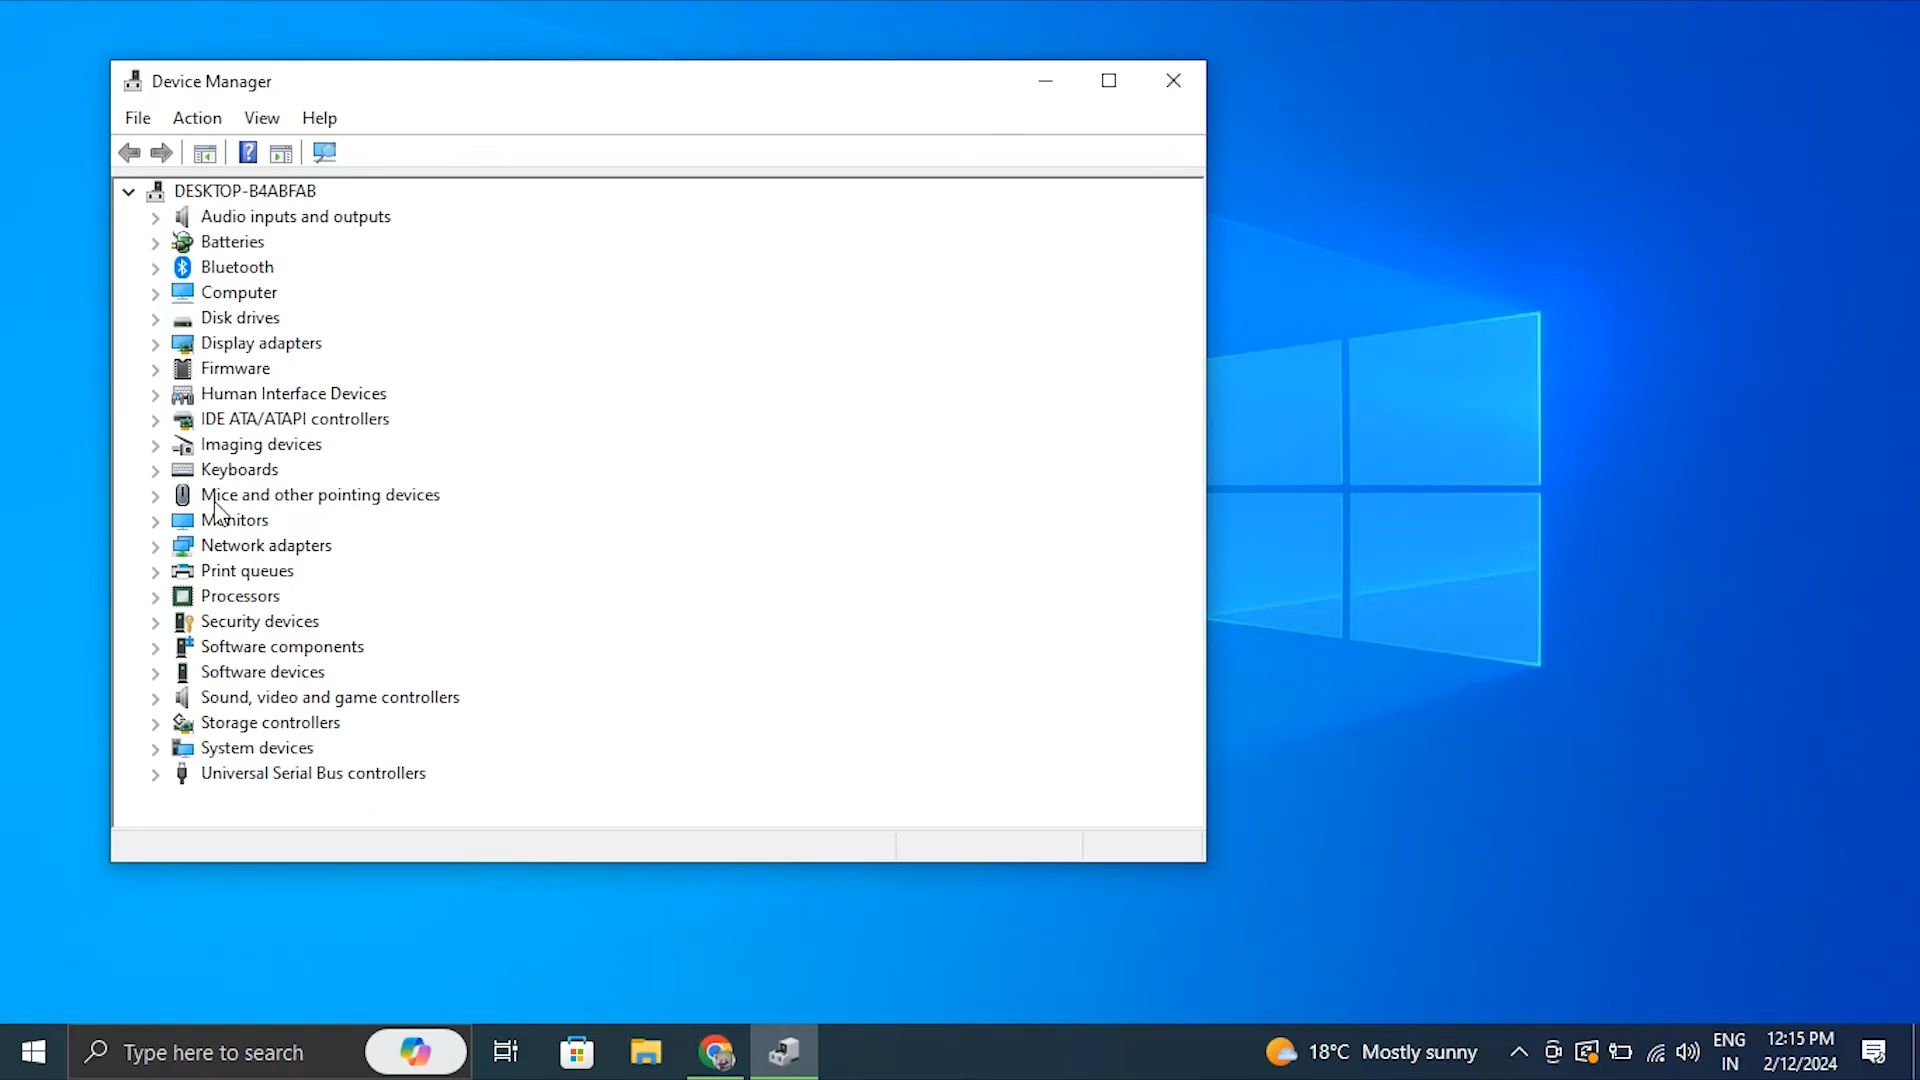 Device Manager
File Action View Help
DESKTOP-B4ABFAB
Audio inputs and outputs
Batteries
Bluetooth
Computer
Disk drives
Display adapters
Firmware
Human Interface Devices
IDE ATA/ATAPI controllers
Imaging devices
Keyboards
Mice and other pointing devices
Monitors
Network adapters
Print queues
Processors
Security devices
Software components
Software devices
Sound, video and game controllers
Storage controllers
System devices
Universal Serial Bus controllers
Type here to search
18°C Mostly sunny
ENG
IN
12:15 PM
2/12/2024